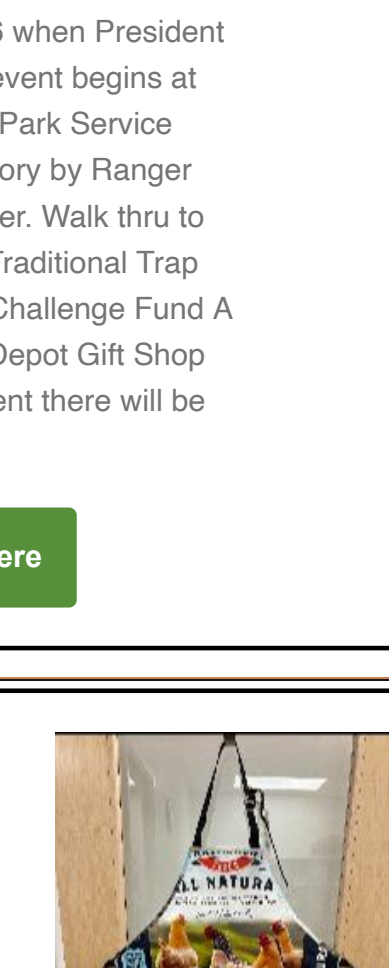 6 when President
event begins at
Park Service
ory by Ranger
er. Walk thru to
Traditional Trap
Challenge Fund A
Depot Gift Shop
ent there will be
ere
LL NATURA